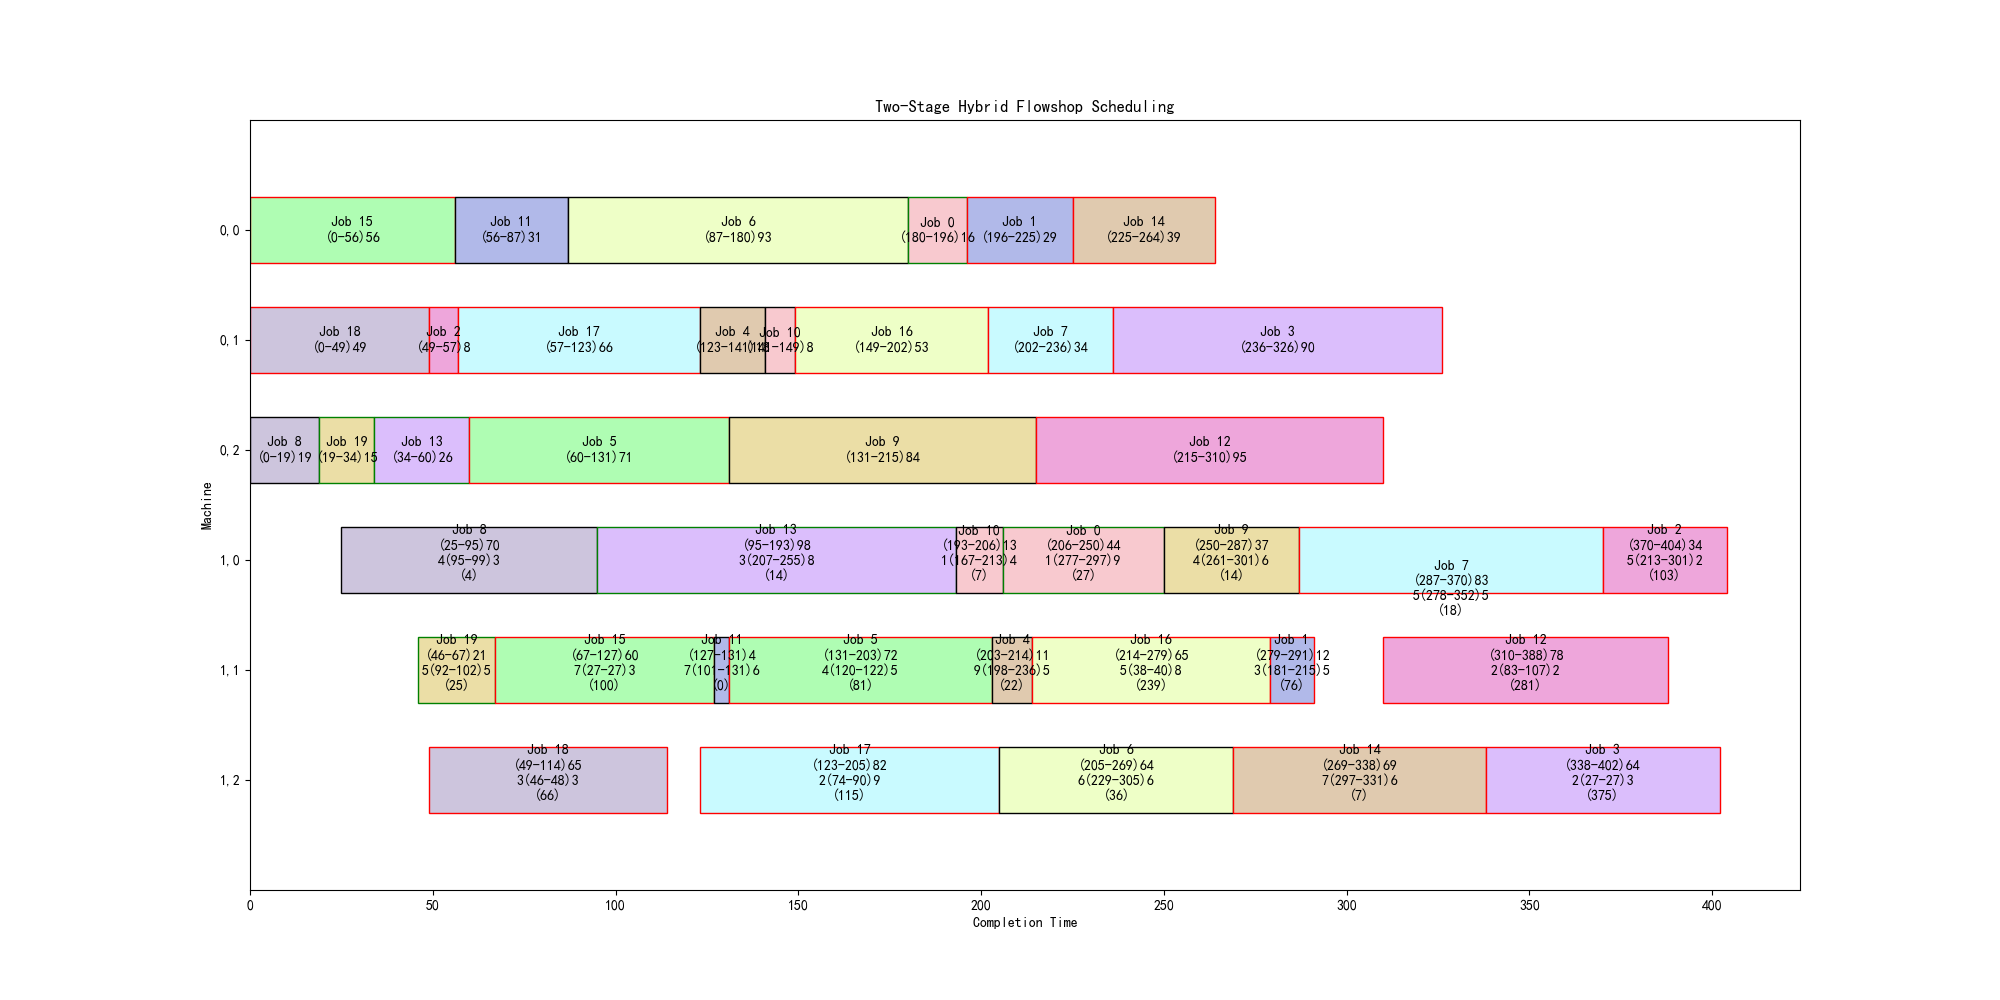 Two-Stage Hybrid Flowshop Scheduling
0,0
Job 15
(0-56)56
Job 11
(56-87)31
Job 6
(87-180)93
Job 0
(180-196)16
Job 1
(196-225)29
Job 14
(225-264)39
0,1
Job 18
(0-49)49
Job 2
(49-57)8
Job 17
(57-123)66
Job 4
(123-141)18
Job 10
(141-149)8
Job 16
(149-202)53
Job 7
(202-236)34
Job 3
(236-326)90
0,2
Job 8
(0-19)19
Job 19
(19-34)15
Job 13
(34-60)26
Job 5
(60-131)71
Job 9
(131-215)84
Job 12
(215-310)95
Machine
1,0
Job 8
(25-95)70
4(95-99)3
(4)
Job 13
(95-193)98
3(207-255)8
(14)
Job 10
(193-206)13
1(167-213)4
(7)
Job 0
(206-250)44
1(277-297)9
(27)
Job 9
(250-287)37
4(261-301)6
(14)
Job 7
(287-370)83
5(278-352)5
(18)
Job 2
(370-404)34
5(213-301)2
(103)
1,1
Job 19
(46-67)21
5(92-102)5
(25)
Job 15
(67-127)60
7(27-27)3
(100)
Job 11
(127-131)4
7(101-131)6
(0)
Job 5
(131-203)72
4(120-122)5
(81)
Job 4
(203-214)11
9(198-236)5
(22)
Job 16
(214-279)65
5(38-40)8
(239)
Job 1
(279-291)12
3(181-215)5
(76)
Job 12
(310-388)78
2(83-107)2
(281)
1,2
Job 18
(49-114)65
3(46-48)3
(66)
Job 17
(123-205)82
2(74-90)9
(115)
Job 6
(205-269)64
6(229-305)6
(36)
Job 14
(269-338)69
7(297-331)6
(7)
Job 3
(338-402)64
2(27-27)3
(375)
0
50
100
150
200
250
300
350
400
Completion Time